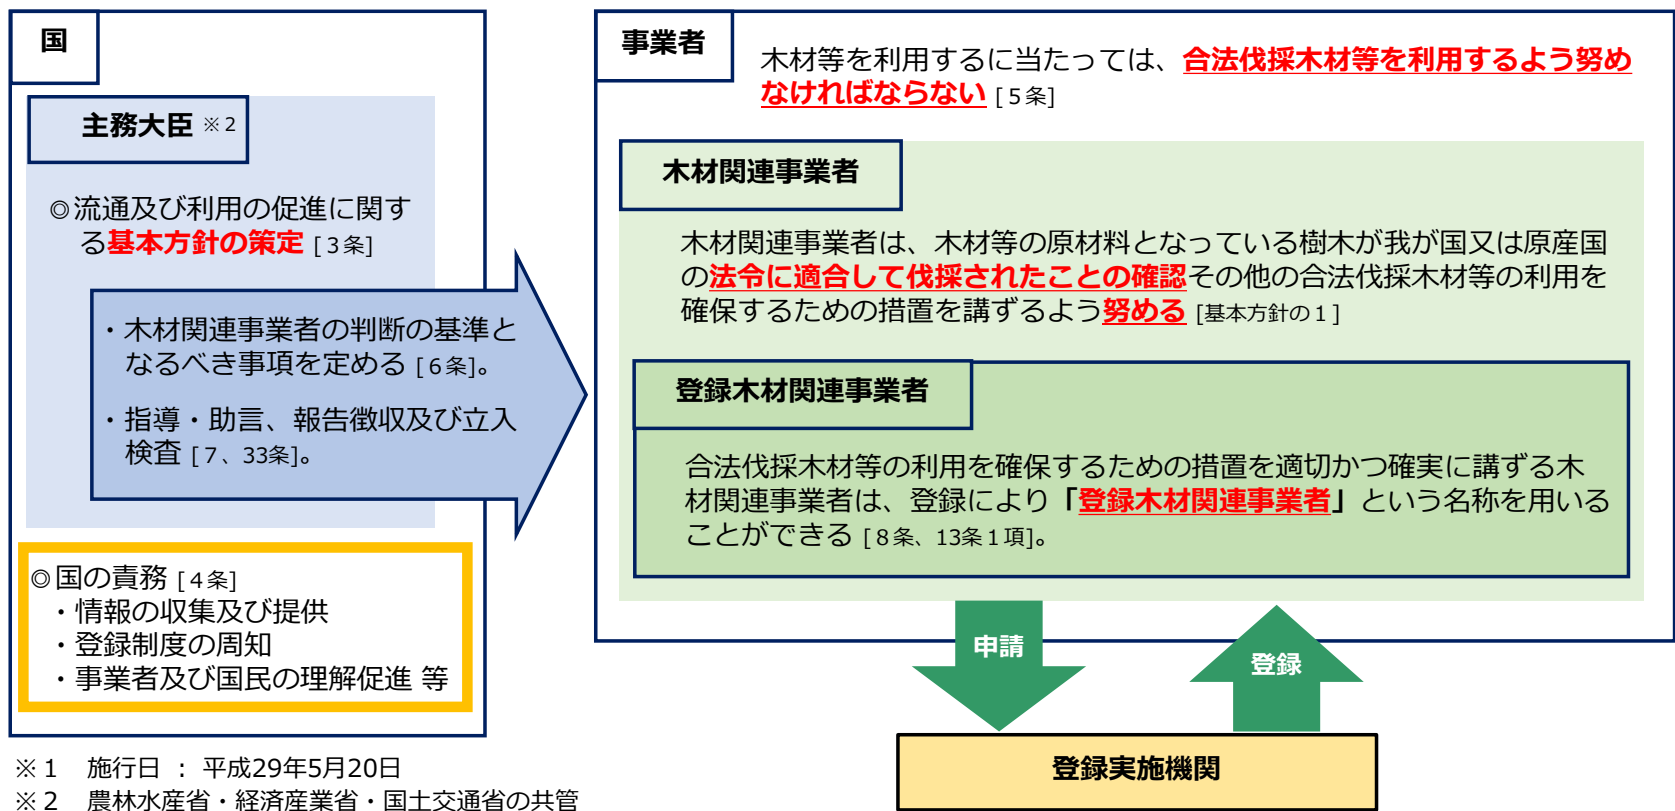 国
主務大臣 ※2
◎流通及び利用の促進に関す
る基本方針の策定 [３条]
・木材関連事業者の判断の基準と
なるべき事項を定める [６条]。
・指導・助言、報告徴収及び立入
検査 [７、33条]。
◎国の責務 [４条]
・情報の収集及び提供
・登録制度の周知
・事業者及び国民の理解促進 等
※１　施行日 ： 平成29年5月20日
※２　農林水産省・経済産業省・国土交通省の共管
事業者
木材等を利用するに当たっては、合法伐採木材等を利用するよう努め
なければならない [５条]
木材関連事業者
木材関連事業者は、木材等の原材料となっている樹木が我が国又は原産国
の法令に適合して伐採されたことの確認その他の合法伐採木材等の利用を
確保するための措置を講ずるよう努める [基本方針の１]
登録木材関連事業者
合法伐採木材等の利用を確保するための措置を適切かつ確実に講ずる木
材関連事業者は、登録により「登録木材関連事業者」という名称を用いる
ことができる [８条、13条１項]。
申請
登録
登録実施機関